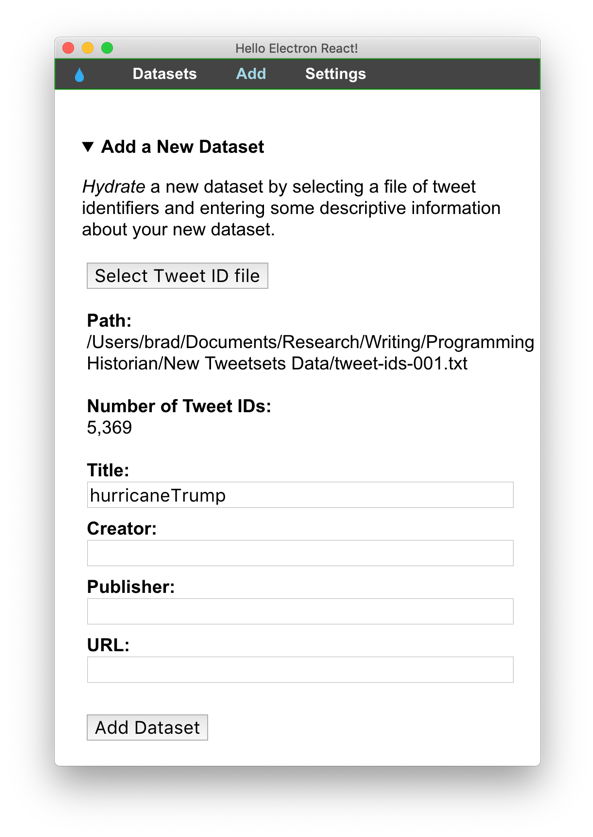 Hello Electron React!
Datasets Add Settings
▼ Add a New Dataset
Hydrate a new dataset by selecting a file of tweet
identifiers and entering some descriptive information
about your new dataset.
Select Tweet ID file
Path:
/Users/brad/Documents/Research/Writing/Programming
Historian/New Tweetsets Data/tweet-ids-001.txt
Number of Tweet IDs:
5,369
Title:
hurricaneTrump
Creator:
Publisher:
URL:
Add Dataset